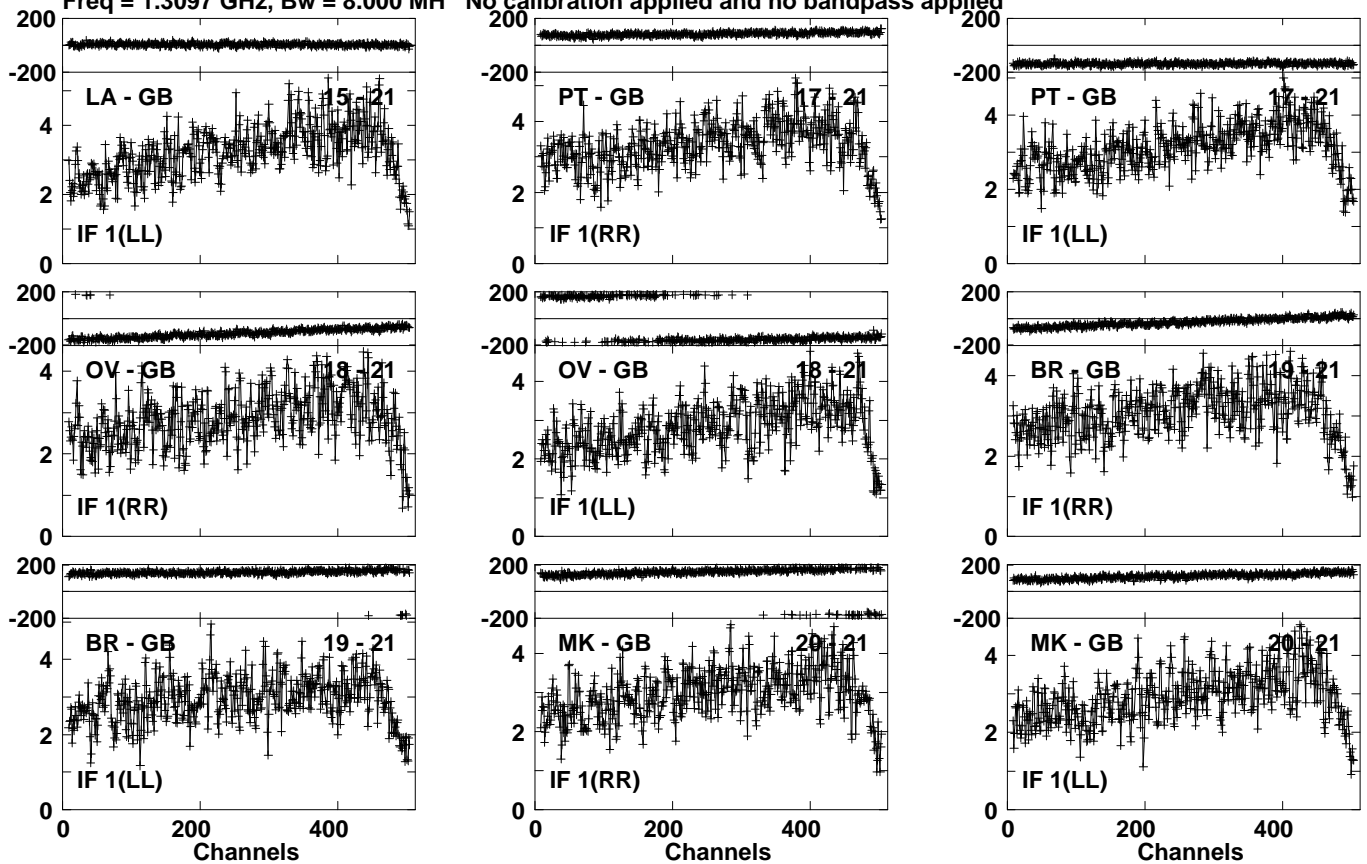 Freq = 1.3097 GHz, Bw = 8.000 MH No calibration applied and no bandpass applied
200
-200
LA - GB 15 - 21
4
2
IF 1(LL)
0
PT - GB 17 - 21
4
2
IF 1(RR)
0
PT - GB 17 - 21
4
2
IF 1(LL)
0
200
-200
OV - GB 18 - 21
4
2
IF 1(RR)
0
200
-200
OV - GB 18 - 21
4
2
IF 1(LL)
0
200
-200
BR - GB 19 - 21
4
2
IF 1(RR)
0
200
-200
BR - GB 19 - 21
4
2
IF 1(LL)
0
0 200 400
Channels
200
-200
MK - GB 20 - 21
4
2
IF 1(RR)
0
0 200 400
Channels
200
-200
MK - GB 20 - 21
4
2
IF 1(LL)
0
0 200 400
Channels